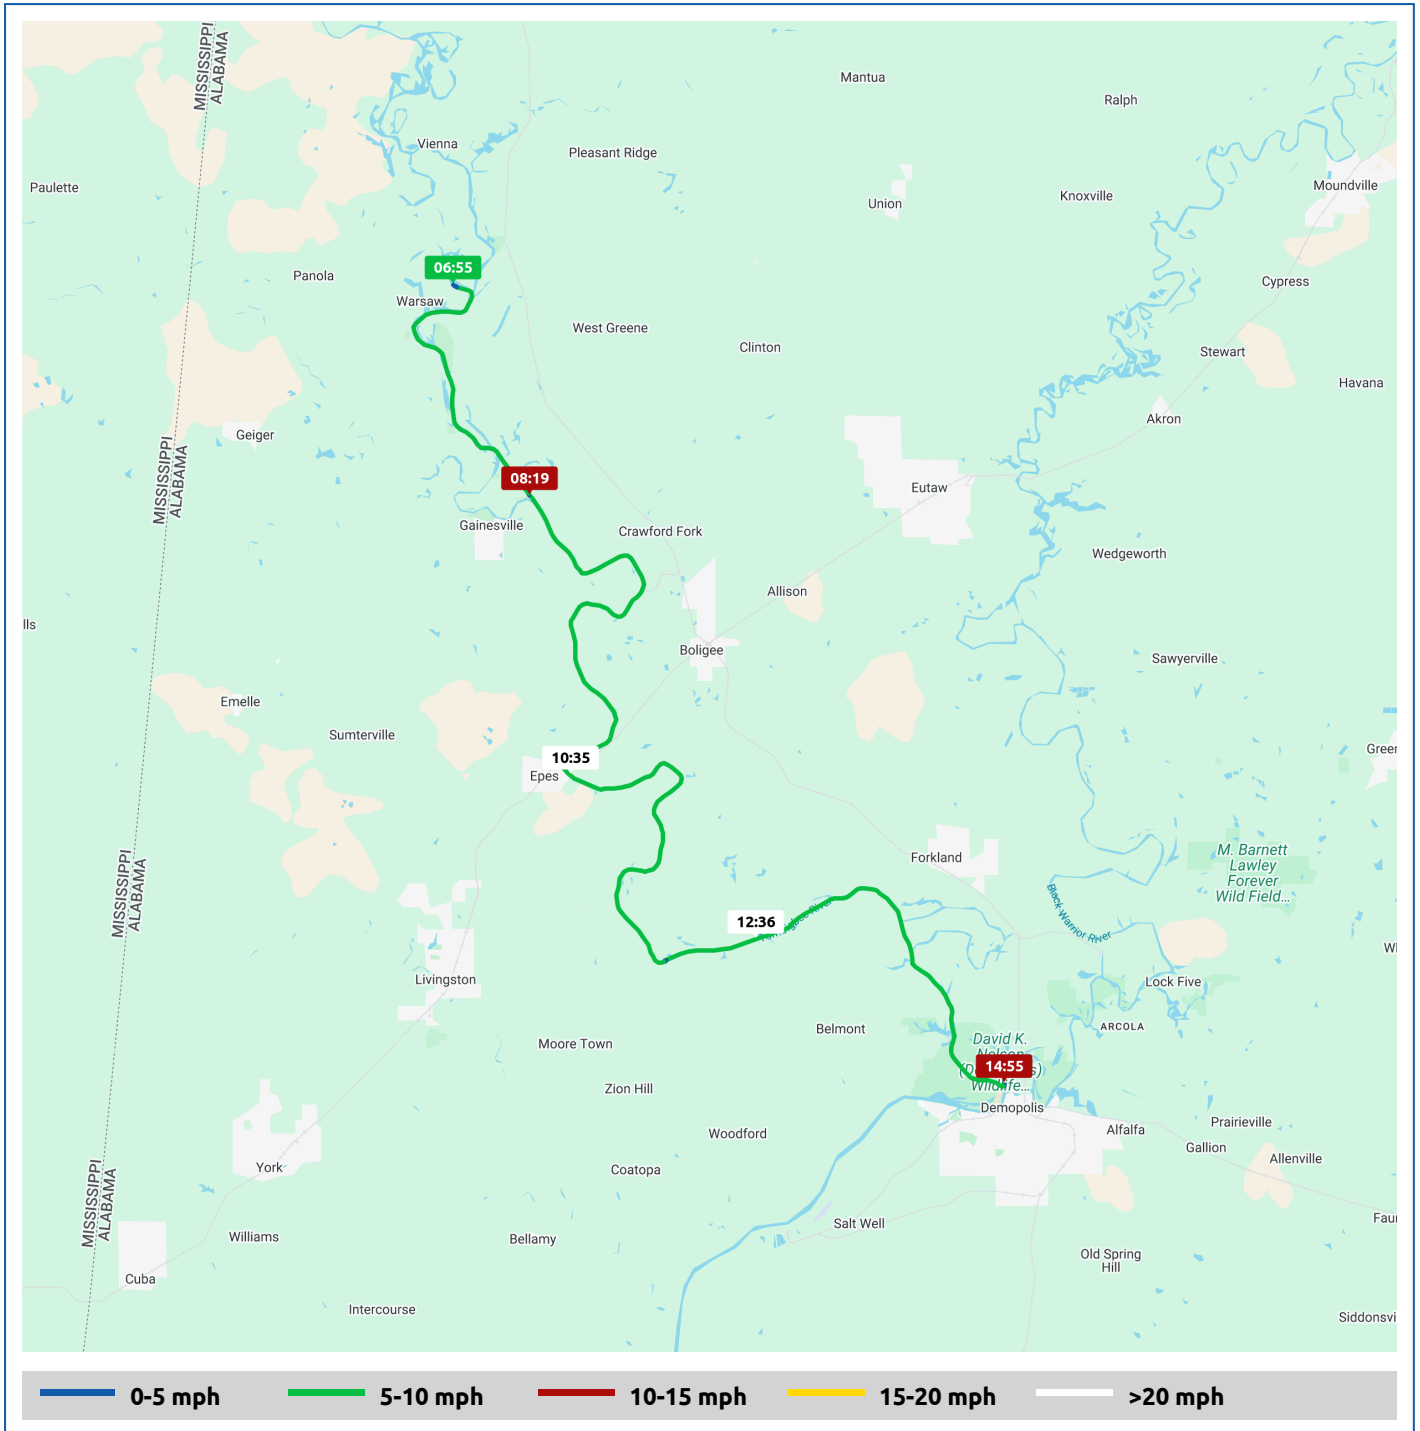 MISSISSIPPI
ALABAMA
Mantua
Ralph
Vienna
Pleasant Ridge
Paulette
Moundville
Knoxville
Union
06:55
Panola
Cypress
Warsaw
West Greene
Clinton
Stewart
Havana
Akron
Geiger
MISSISSIPPI
ALABAMA
08:19
Eutaw
Gainesville
Crawford Fork
Wedgeworth
Allison
lls
Boligee
Sawyerville
Emelle
Sumterville
Green
10:35
Epes
MISSISSIPPI
ALABAMA
Forkland
M. Barnett
Lawley
Forever
Wild Field...
Black Warrior River
12:36
Livingston
Lock Five
Belmont
ARCOLA
Moore Town
David K.
14:55
Wildlife...
Zion Hill
Demopolis
Prairieville
Alfalfa
Woodford
Gallion
Allenville
York
Coatopa
MISSISSIPPI
ALABAMA
Salt Well
Faun
Williams
Bellamy
Old Spring
Hill
Cuba
Intercourse
Siddonsvi
0-5 mph
5-10 mph
10-15 mph
15-20 mph
>20 mph